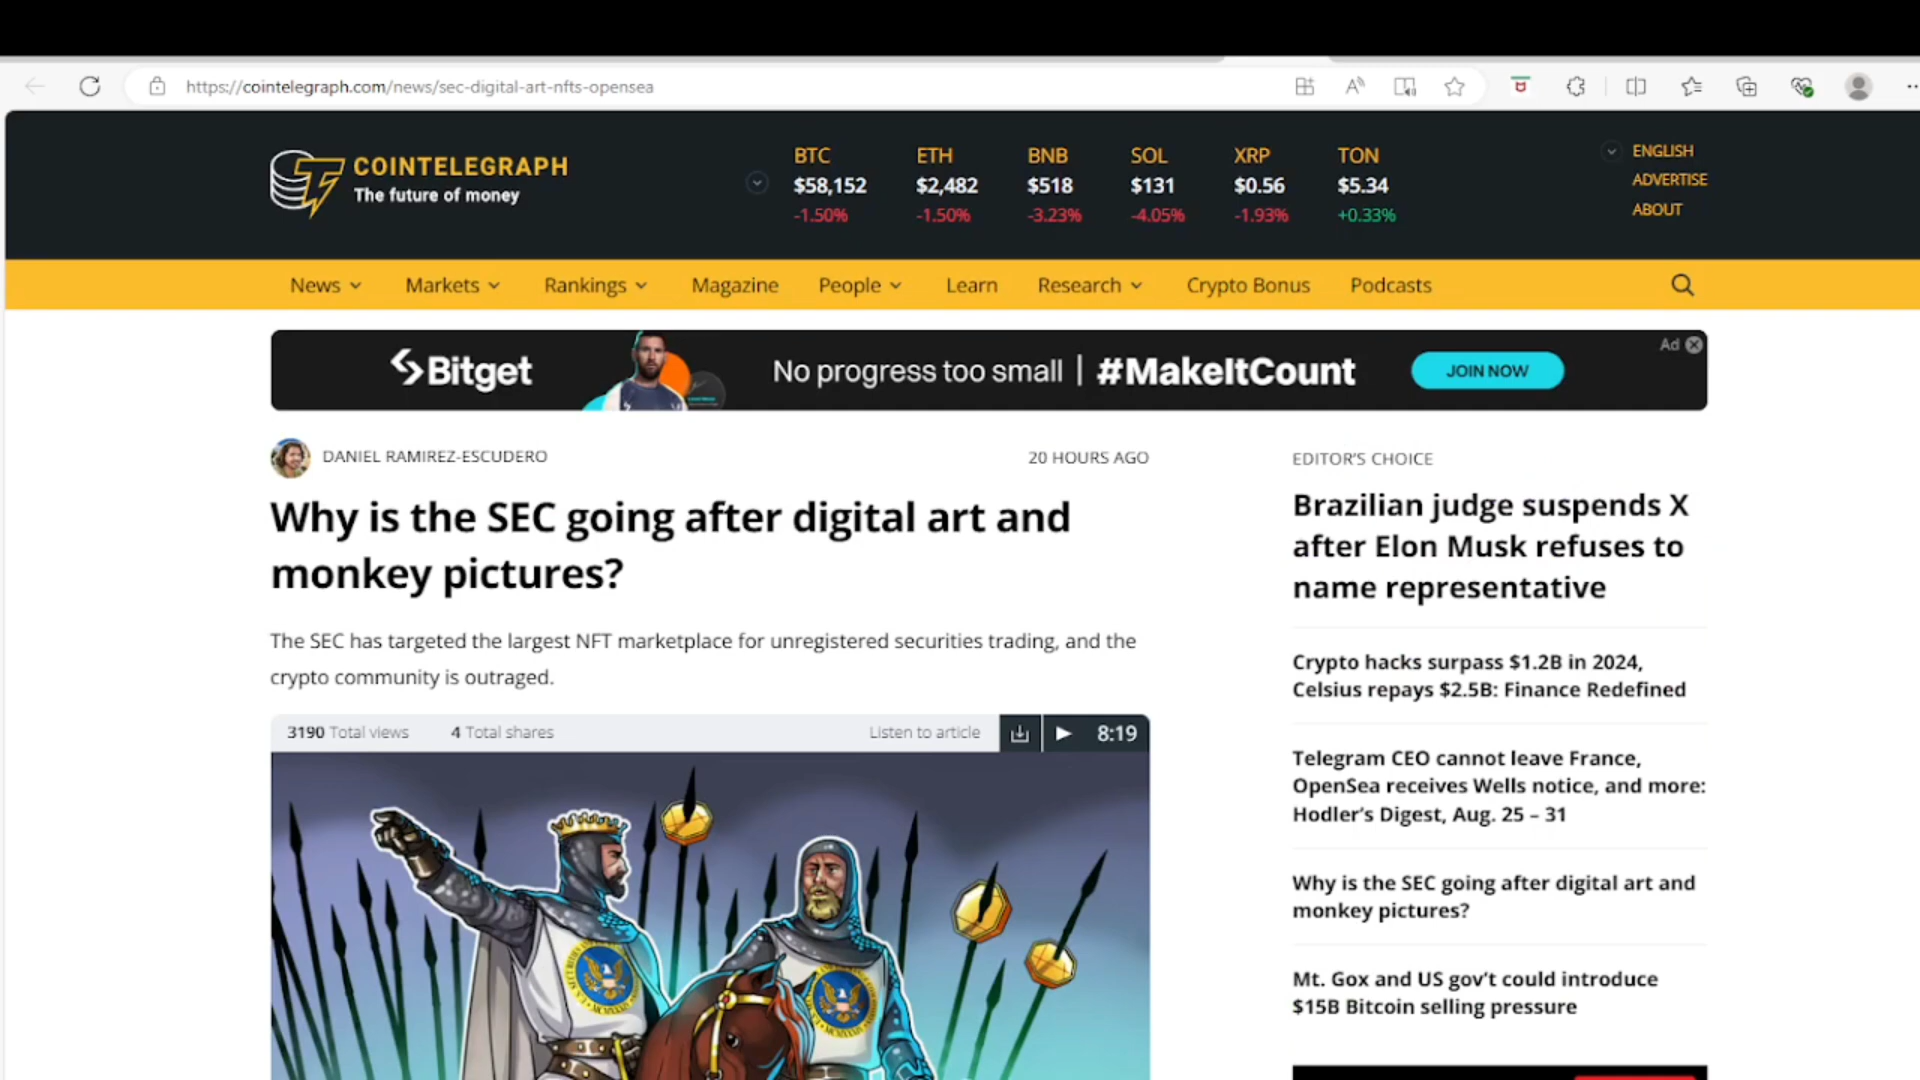 https://cointelegraph.com/news/sec-digital-art-nfts-opensea
COINTELEGRAPH
The future of money
BTC
$58,152
-1.50%
ETH
$2,482
-1.50%
BNB
$518
-3.23%
SOL
$131
-4.05%
XRP
$0.56
-1.93%
TON
$5.34
+0.33%
ENGLISH
ADVERTISE
ABOUT
News Markets Rankings Magazine People Learn Research Crypto Bonus Podcasts
Bitget No progress too small | #MakeItCount JOIN NOW
Ad
DANIEL RAMIREZ-ESCUDERO 20 HOURS AGO
Why is the SEC going after digital art and
monkey pictures?
The SEC has targeted the largest NFT marketplace for unregistered securities trading, and the
crypto community is outraged.
3190 Total views 4 Total shares Listen to article 8:19
EDITOR'S CHOICE
Brazilian judge suspends X
after Elon Musk refuses to
name representative
Crypto hacks surpass $1.2B in 2024,
Celsius repays $2.5B: Finance Redefined
Telegram CEO cannot leave France,
OpenSea receives Wells notice, and more:
Hodler's Digest, Aug. 25 – 31
Why is the SEC going after digital art and
monkey pictures?
Mt. Gox and US gov't could introduce
$15B Bitcoin selling pressure